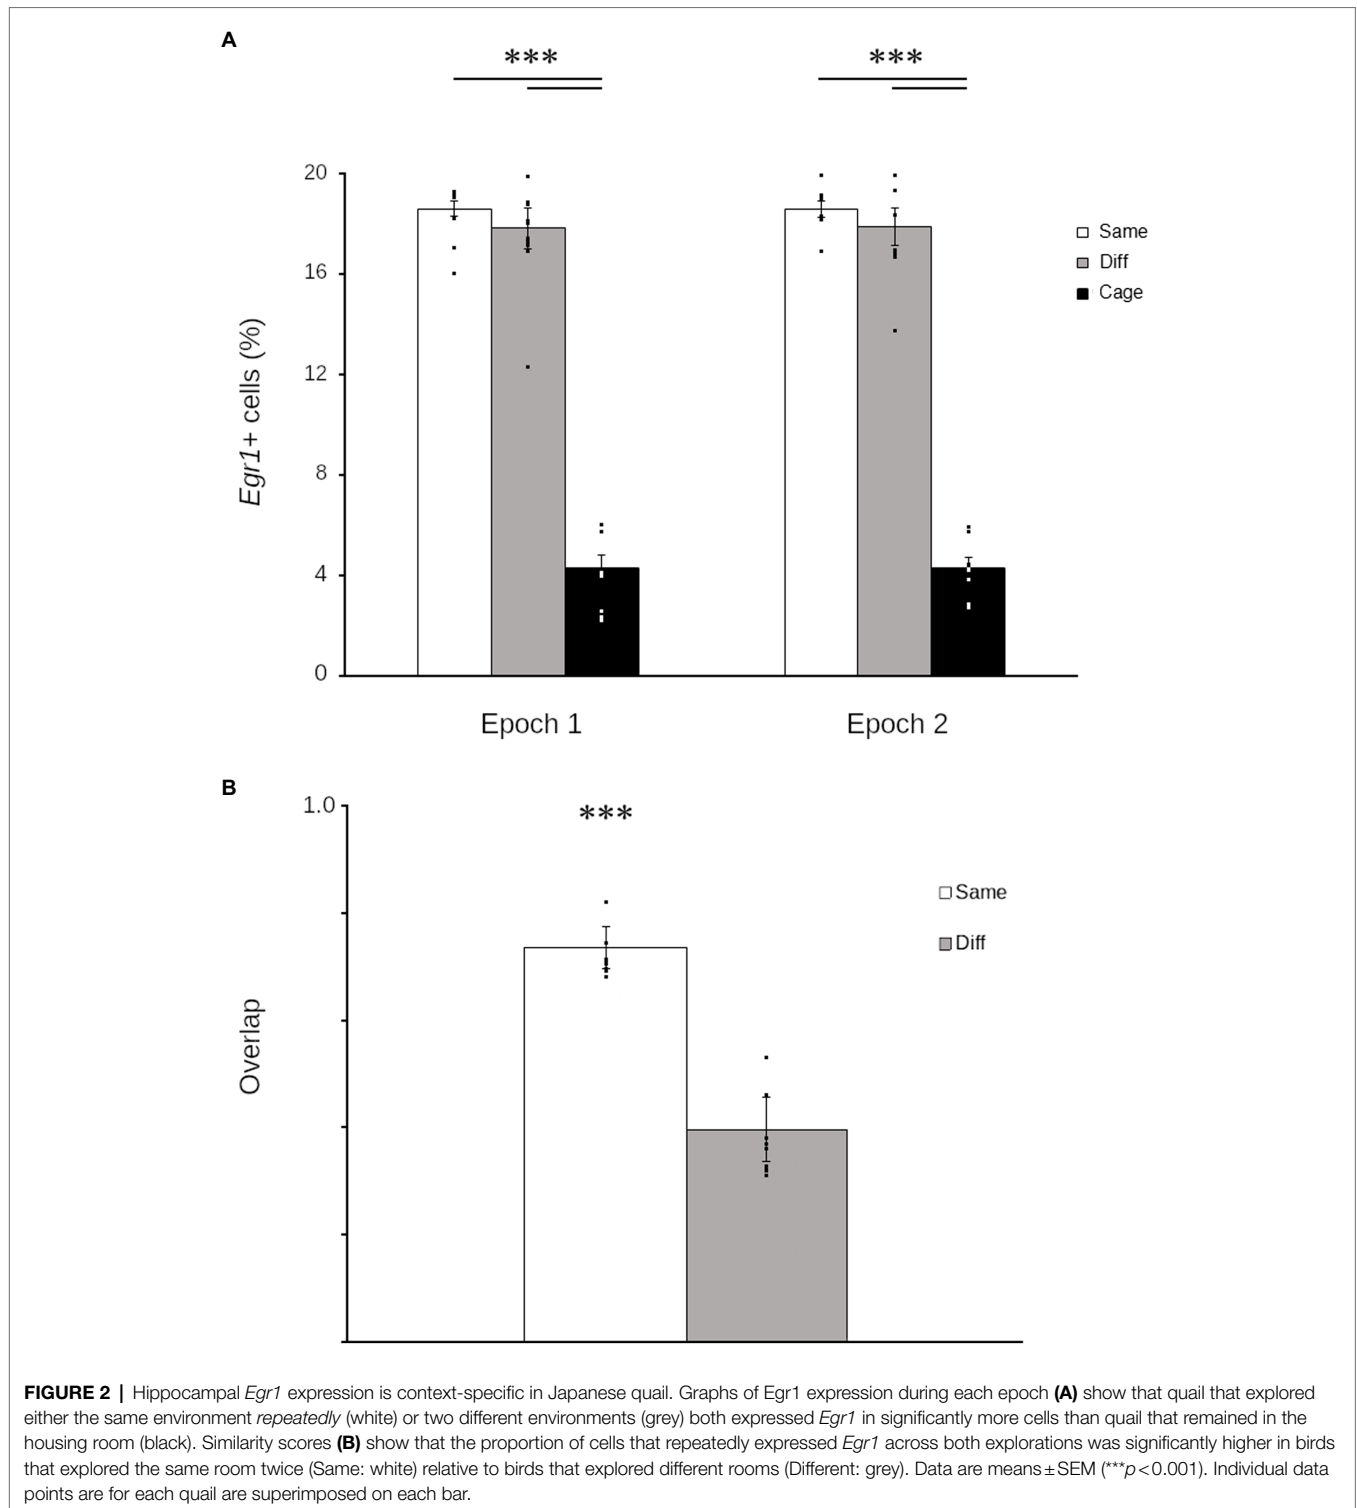 A
*** ***
20
16
12
8
4
0
Egr1+ cells (%)
Same
Diff
Cage
Epoch 1 Epoch 2
B
1.0
***
Overlap
Same
Diff
FIGURE 2 | Hippocampal Egr1 expression is context-specific in Japanese quail. Graphs of Egr1 expression during each epoch (A) show that quail that explored
either the same environment repeatedly (white) or two different environments (grey) both expressed Egr1 in significantly more cells than quail that remained in the
housing room (black). Similarity scores (B) show that the proportion of cells that repeatedly expressed Egr1 across both explorations was significantly higher in birds
that explored the same room twice (Same: white) relative to birds that explored different rooms (Different: grey). Data are means ± SEM (***p < 0.001). Individual data
points are for each quail are superimposed on each bar.